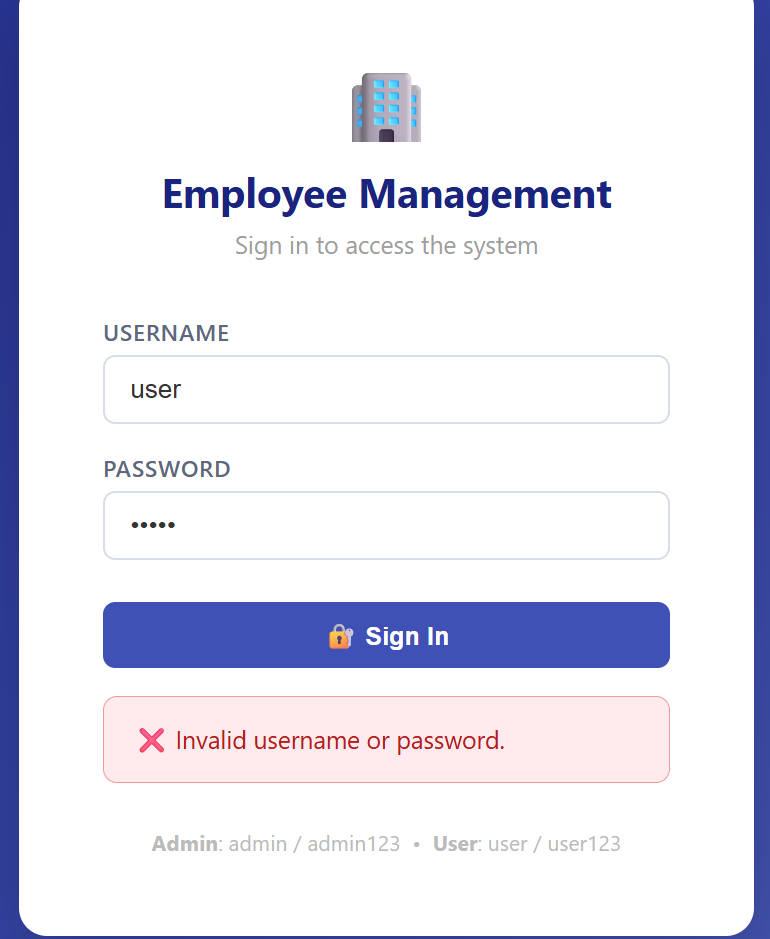 Employee Management
Sign in to access the system
USERNAME
user
PASSWORD
•••••
🔐 Sign In
❌ Invalid username or password.
Admin: admin / admin123 • User: user / user123